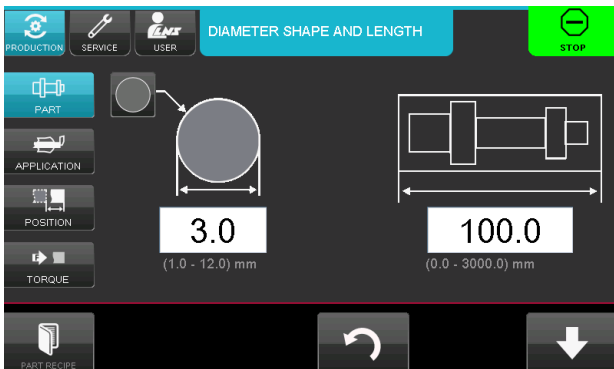 PRODUCTION
SERVICE
LNS
USER
DIAMETER SHAPE AND LENGTH
STOP
PART
APPLICATION
POSITION
TORQUE
3.0
(1.0 - 12.0) mm
100.0
(0.0 - 3000.0) mm
PART RECIPE